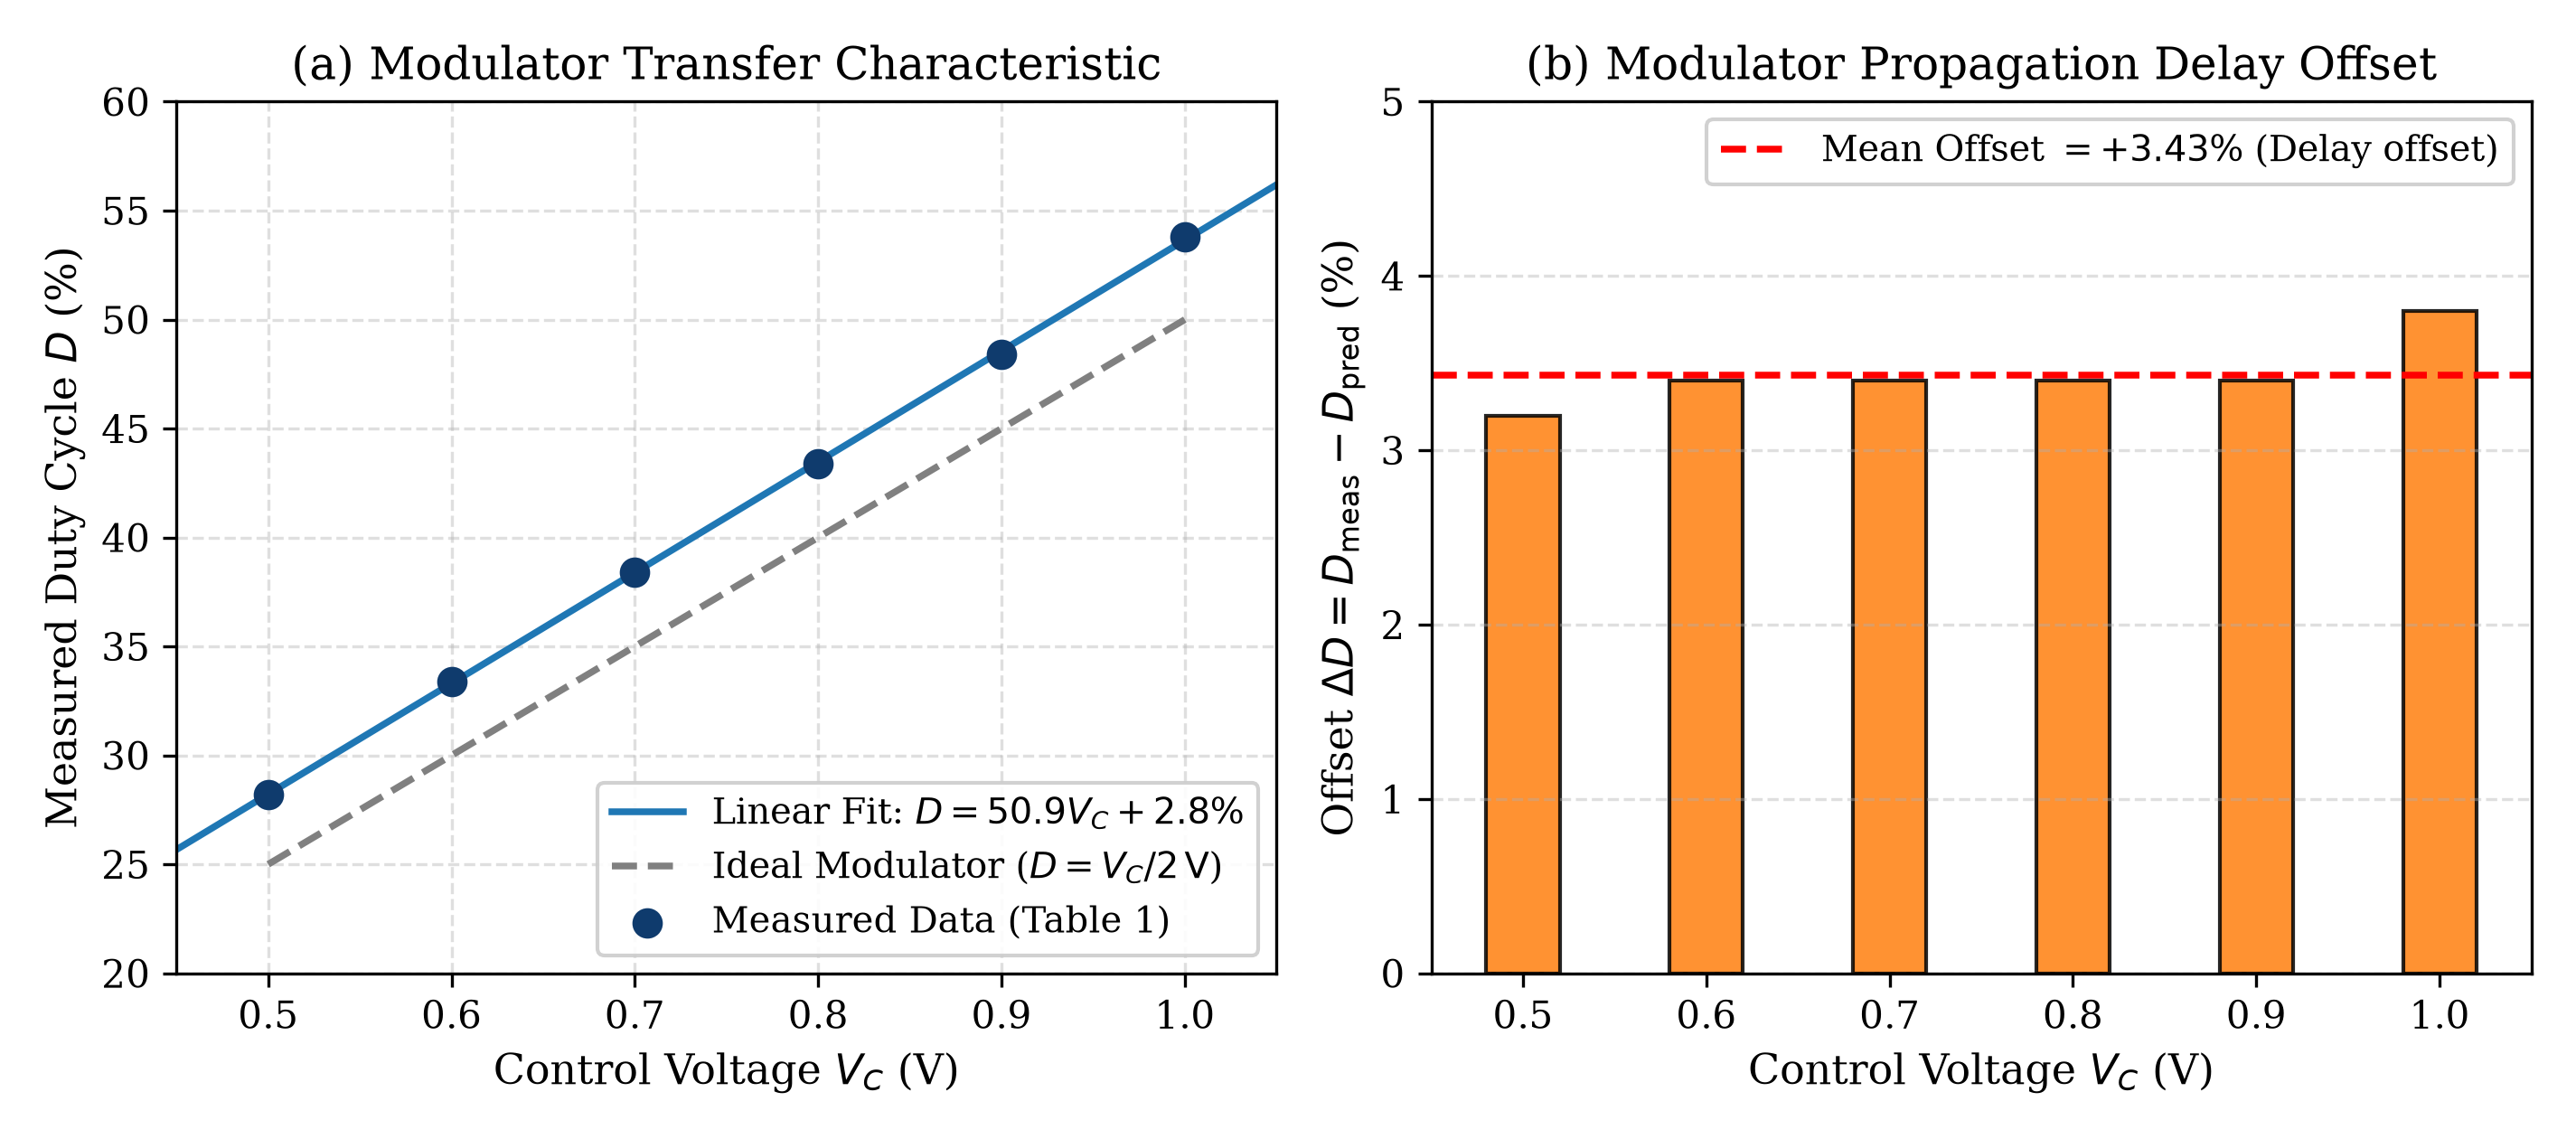 (a) Modulator Transfer Characteristic
60
55
50
45
40
35
30
25
20
Measured Duty Cycle D (%)
Linear Fit: D = 50.9V_C + 2.8%
Ideal Modulator (D = V_C/2 V)
Measured Data (Table 1)
0.5 0.6 0.7 0.8 0.9 1.0
Control Voltage V_C (V)
(b) Modulator Propagation Delay Offset
5
4
3
2
1
0
Offset ΔD = D_meas − D_pred (%)
Mean Offset = +3.43% (Delay offset)
0.5 0.6 0.7 0.8 0.9 1.0
Control Voltage V_C (V)